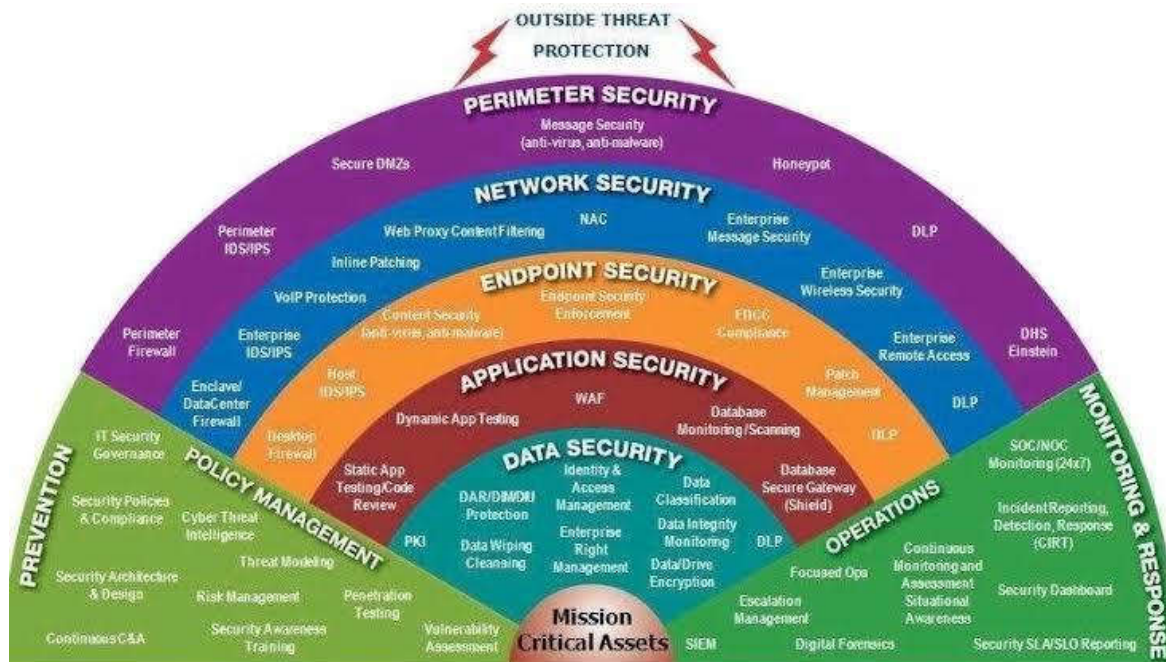 OUTSIDE THREAT
PROTECTION
PERIMETER SECURITY
Message Security
(anti-virus, anti-malware)
Secure DMZs
Honeypot
Perimeter
IDS/IPS
DLP
Perimeter
Firewall
DHS
Einstein
NETWORK SECURITY
NAC
Web Proxy Content Filtering
Enterprise
Message Security
Inline Patching
Enterprise
Wireless Security
VoIP Protection
Enterprise
IDS/IPS
Enterprise
Remote Access
Enclave/
DataCenter
Firewall
DLP
ENDPOINT SECURITY
Endpoint Security
Enforcement
Content Security
(anti-virus, anti-malware)
FDCC
Compliance
Host
IDS/IPS
Patch
Management
Desktop
Firewall
DLP
APPLICATION SECURITY
WAF
Dynamic App Testing
Database
Monitoring/Scanning
Static App
Testing/Code
Review
Database
Secure Gateway
(Shield)
DATA SECURITY
Identity &
Access
Management
DAR/DIM/DIU
Protection
Data
Classification
PKI
Data Wiping
Cleansing
Enterprise
Right
Management
Data Integrity
Monitoring
DLP
Data/Drive
Encryption
Mission
Critical Assets
PREVENTION
POLICY MANAGEMENT
IT Security
Governance
Security Policies
& Compliance
Cyber Threat
Intelligence
Threat Modeling
Security Architecture
& Design
Risk Management
Penetration
Testing
Continuous C&A
Security Awareness
Training
Vulnerability
Assessment
MONITORING & RESPONSE
OPERATIONS
SOC/NOC
Monitoring (24x7)
Incident Reporting,
Detection, Response
(CIRT)
Focused Ops
Continuous
Monitoring and
Assessment
Situational
Awareness
Security Dashboard
Escalation
Management
SIEM
Digital Forensics
Security SLA/SLO Reporting